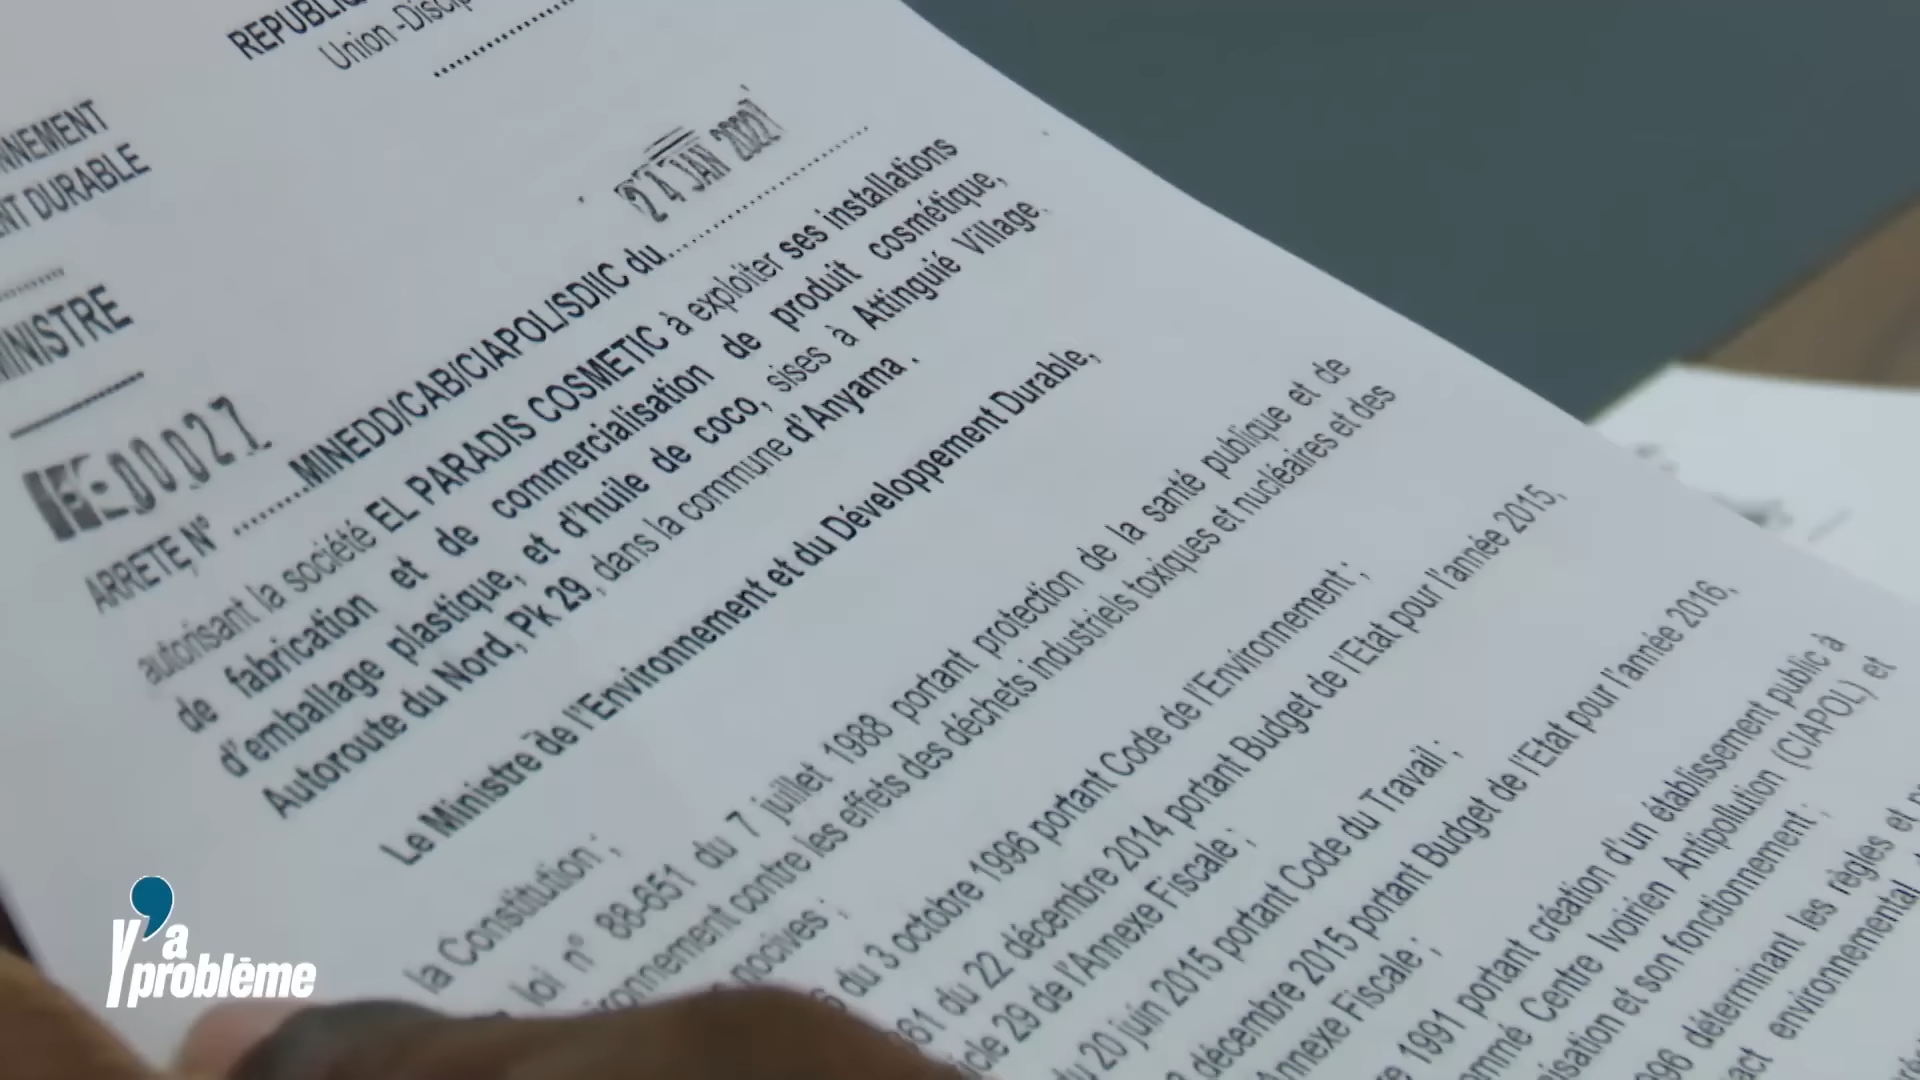 REPUBLIQ
Union -Discip
NNEMENT
NT DURABLE
MINISTRE
24 JAN 2022
00027
ARRETE N° ........MINEDD/CAB/CIAPOL/SDIIC du..............................
autorisant la société EL PARADIS COSMETIC à exploiter ses installations
de fabrication et de commercialisation de produit cosmétique,
d'emballage plastique, et d'huile de coco, sises à Attinguié Village.
Autoroute du Nord, Pk 29, dans la commune d'Anyama .
Le Ministre de l'Environnement et du Développement Durable,
la Constitution ;
loi n° 88-651 du 7 juillet 1988 portant protection de la santé publique et de
ironnement contre les effets des déchets industriels toxiques et nucléaires et des
nocives ;
6 du 3 octobre 1996 portant Code de l'Environnement ;
61 du 22 décembre 2014 portant Budget de l'Etat pour l'année 2015,
icle 29 de l'Annexe Fiscale ;
u 20 juin 2015 portant Code du Travail ;
décembre 2015 portant Budget de l'Etat pour l'année 2016,
Annexe Fiscale ;
1991 portant création d'un établissement public à
ommé Centre Ivoirien Antipollution (CIAPOL) et
nisation et son fonctionnement ;
996 déterminant les règles et
act environnemental
Y'a
problème